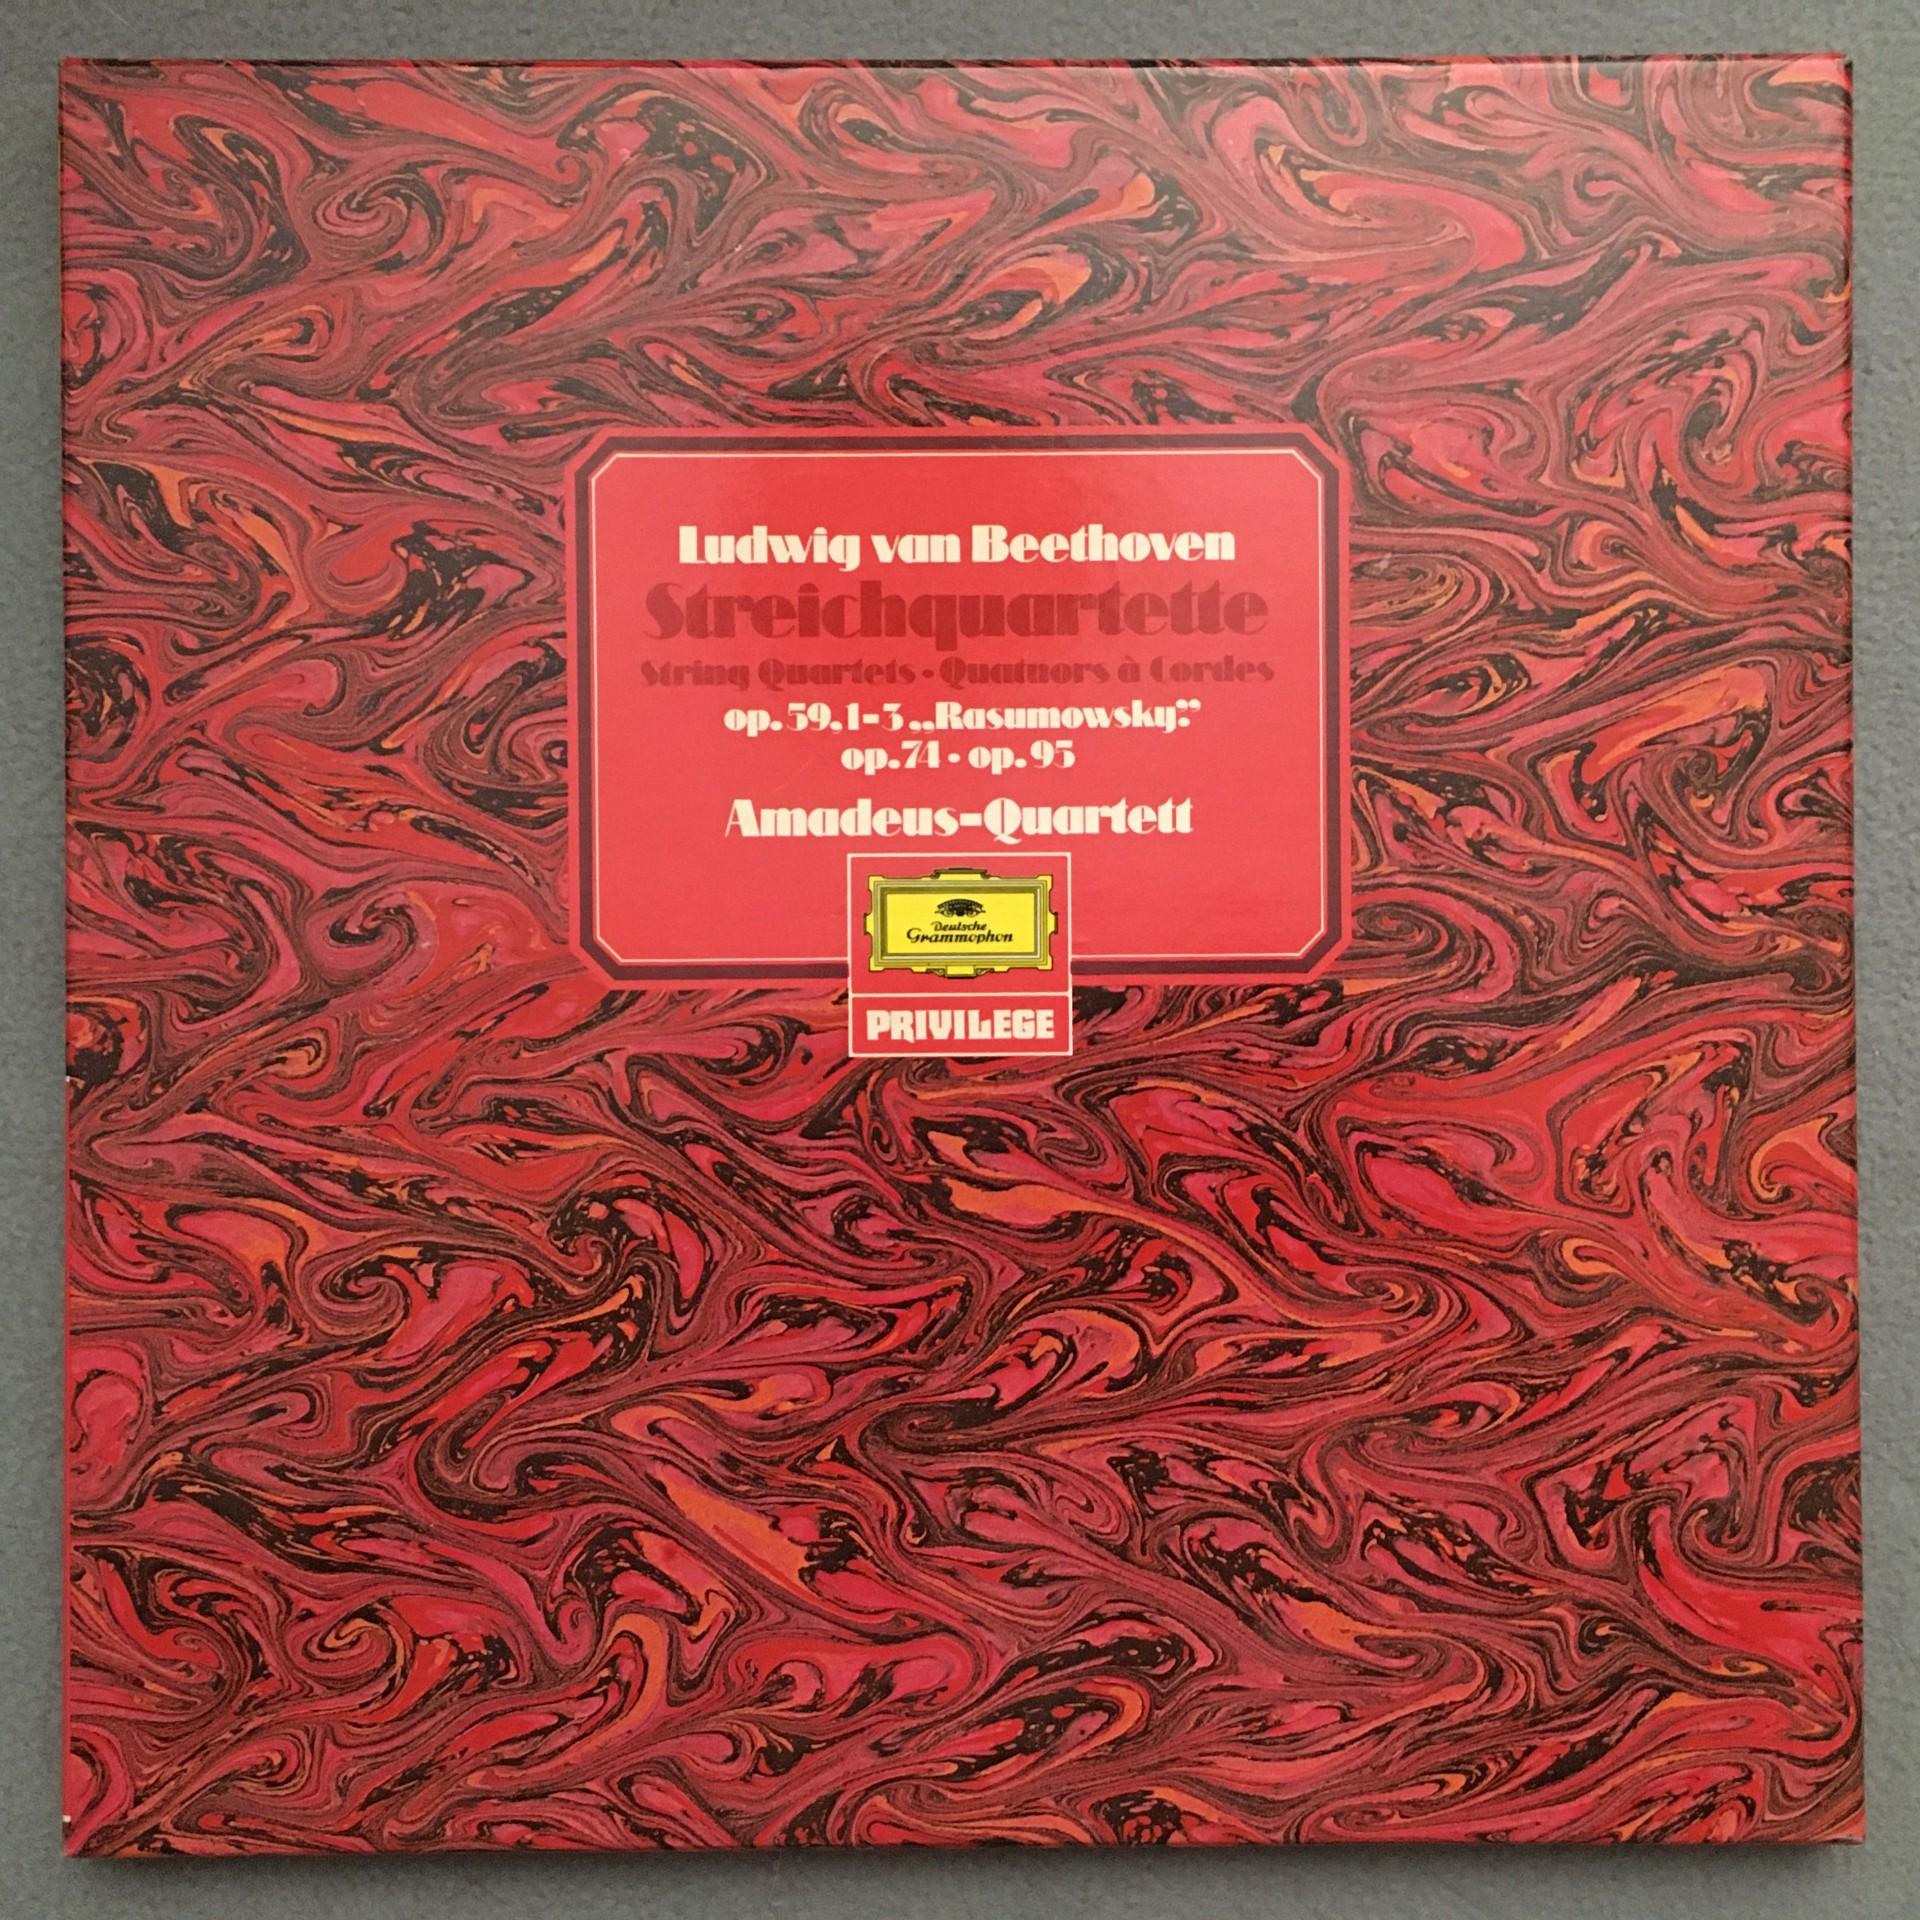 Ludwig van Beethoven
Streichquartette
String Quartets · Quatuors à Cordes
op. 59, 1-3 „Rasumowsky“
op. 74 · op. 95
Amadeus-Quartett
Deutsche
Grammophon
PRIVILEGE